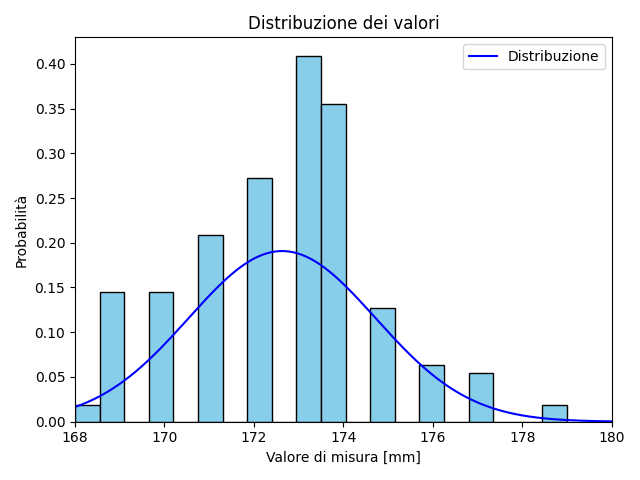 Distribuzione dei valori
Distribuzione
Probabilità
0.40
0.35
0.30
0.25
0.20
0.15
0.10
0.05
0.00
168 170 172 174 176 178 180
Valore di misura [mm]